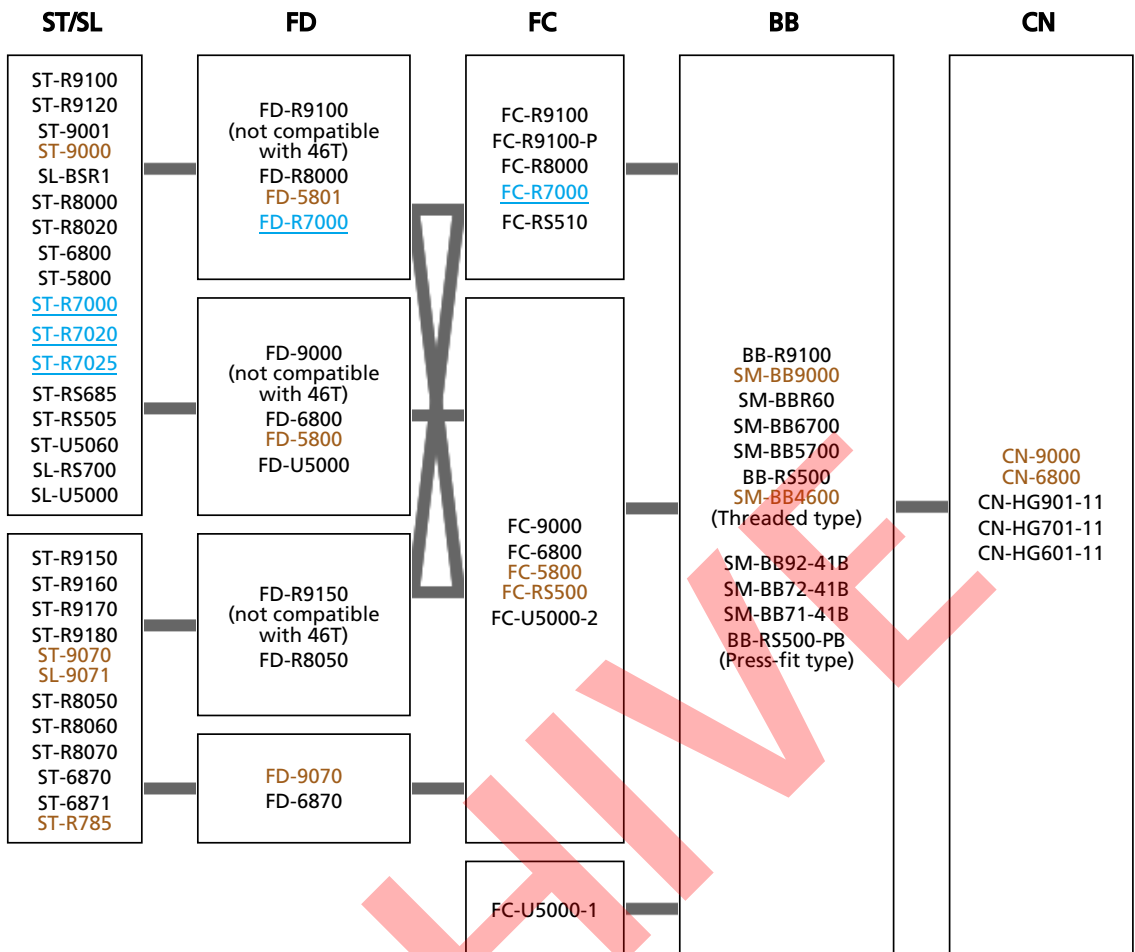 ST/SL
FD
FC
BB
CN
ST-R9100
ST-R9120
ST-9001
ST-9000
SL-BSR1
ST-R8000
ST-R8020
ST-6800
ST-5800
ST-R7000
ST-R7020
ST-R7025
ST-RS685
ST-RS505
ST-U5060
SL-RS700
SL-U5000
ST-R9150
ST-R9160
ST-R9170
ST-R9180
ST-9070
SL-9071
ST-R8050
ST-R8060
ST-R8070
ST-6870
ST-6871
ST-R785
FD-R9100
(not compatible
with 46T)
FD-R8000
FD-5801
FD-R7000
FD-9000
(not compatible
with 46T)
FD-6800
FD-5800
FD-U5000
FD-R9150
(not compatible
with 46T)
FD-R8050
FD-9070
FD-6870
FC-R9100
FC-R9100-P
FC-R8000
FC-R7000
FC-RS510
FC-9000
FC-6800
FC-5800
FC-RS500
FC-U5000-2
FC-U5000-1
BB-R9100
SM-BB9000
SM-BBR60
SM-BB6700
SM-BB5700
BB-RS500
SM-BB4600
(Threaded type)
SM-BB92-41B
SM-BB72-41B
SM-BB71-41B
BB-RS500-PB
(Press-fit type)
CN-9000
CN-6800
CN-HG901-11
CN-HG701-11
CN-HG601-11
HIVE